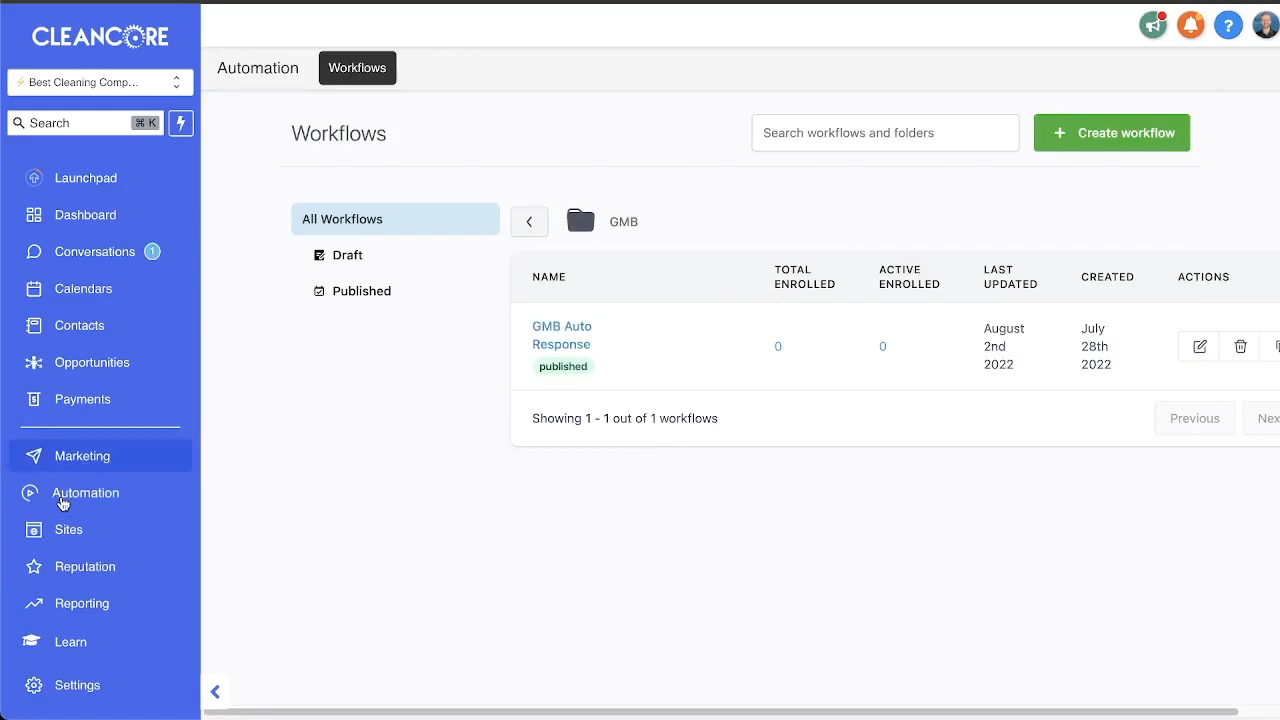 CLEANCORE
Best Cleaning Comp...
Search ⌘ K
Launchpad
Dashboard
Conversations 1
Calendars
Contacts
Opportunities
Payments
Marketing
Automation
Sites
Reputation
Reporting
Learn
Settings
?
Automation Workflows
Workflows
Search workflows and folders
+ Create workflow
All Workflows
Draft
Published
GMB
NAME
TOTAL
ENROLLED
ACTIVE
ENROLLED
LAST
UPDATED
CREATED
ACTIONS
GMB Auto
Response
published
0
0
August
2nd
2022
July
28th
2022
Showing 1 - 1 out of 1 workflows
Previous
Nex